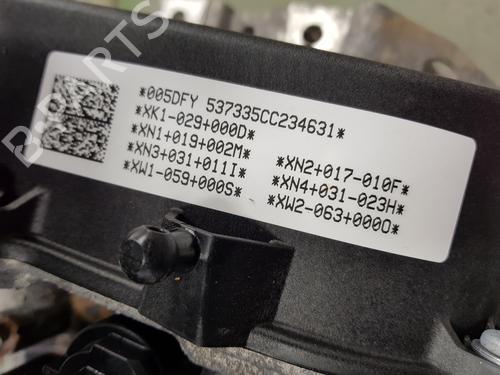 *005DFY 537335CC234631*
*XK1-029+000D*
*XN1+019+002M*
*XN2+017-010F*
*XN3+031+011I*
*XN4+031-023H*
*XW1-059+000S*
*XW2-063+000O*
B-PARTS